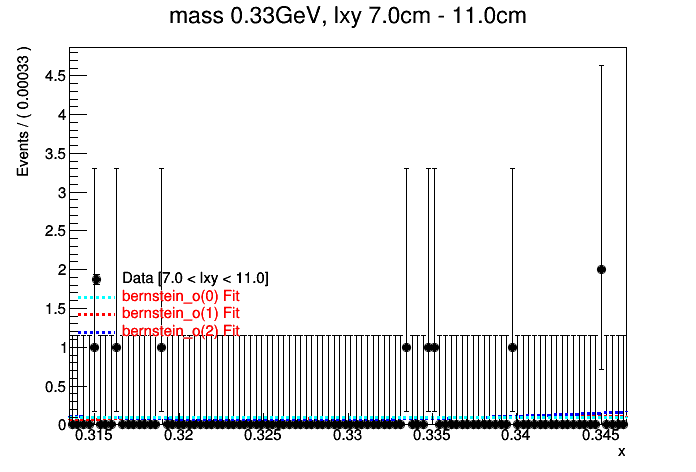 mass 0.33GeV, lxy 7.0cm - 11.0cm
Events / ( 0.00033 )
4.5
4
3.5
3
2.5
2
1.5
1
0.5
0
Data [7.0 < lxy < 11.0]
bernstein_o(0) Fit
bernstein_o(1) Fit
bernstein_o(2) Fit
0.315 0.32 0.325 0.33 0.335 0.34 0.345
x